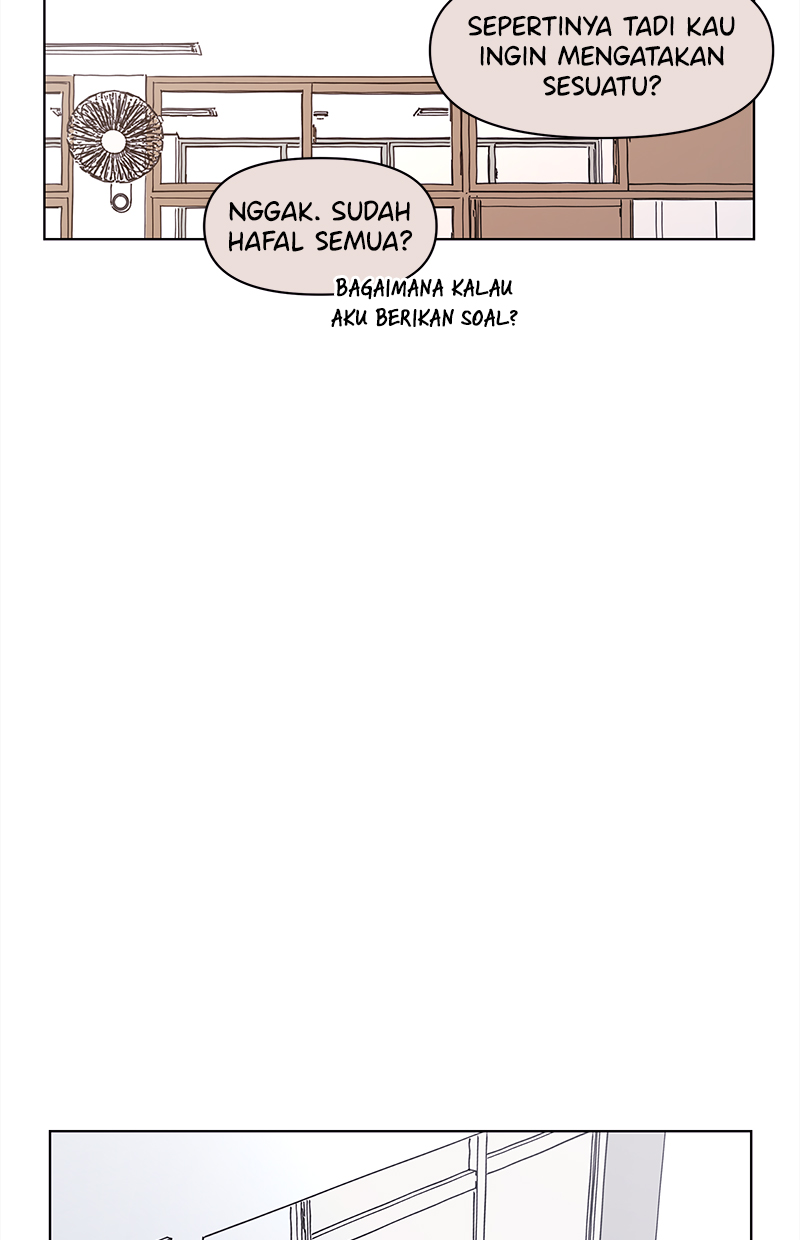 SEPERTINYA TADI KAU
INGIN MENGATAKAN
SESUATU?
NGGAK. SUDAH
HAFAL SEMUA?
BAGAIMANA KALAU
AKU BERIKAN SOAL?